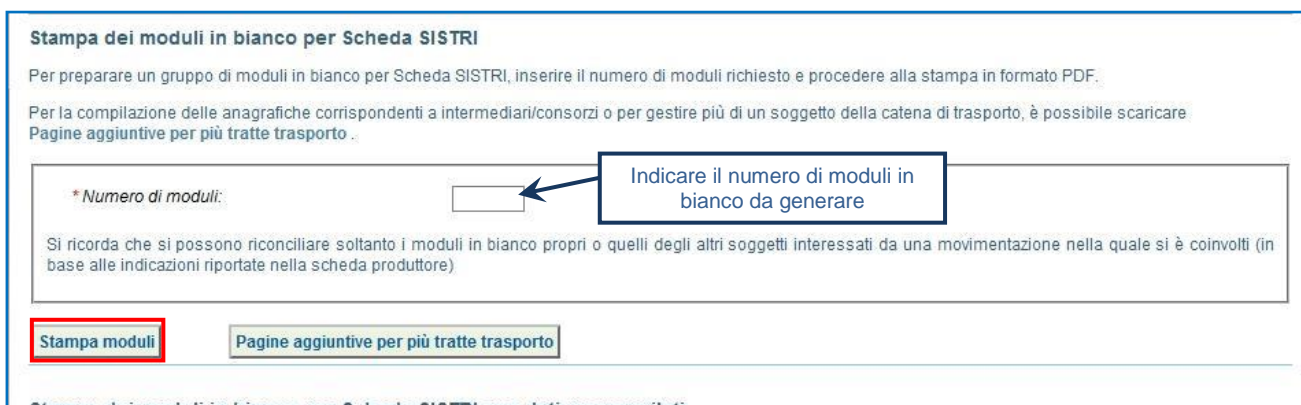 Stampa dei moduli in bianco per Scheda SISTRI
Per preparare un gruppo di moduli in bianco per Scheda SISTRI, inserire il numero di moduli richiesto e procedere alla stampa in formato PDF.
Per la compilazione delle anagrafiche corrispondenti a intermediari/consorzi o per gestire più di un soggetto della catena di trasporto, è possibile scaricare
Pagine aggiuntive per più tratte trasporto .
* Numero di moduli:
Indicare il numero di moduli in
bianco da generare
Si ricorda che si possono riconciliare soltanto i moduli in bianco propri o quelli degli altri soggetti interessati da una movimentazione nella quale si è coinvolti (in
base alle indicazioni riportate nella scheda produttore)
Stampa moduli
Pagine aggiuntive per più tratte trasporto